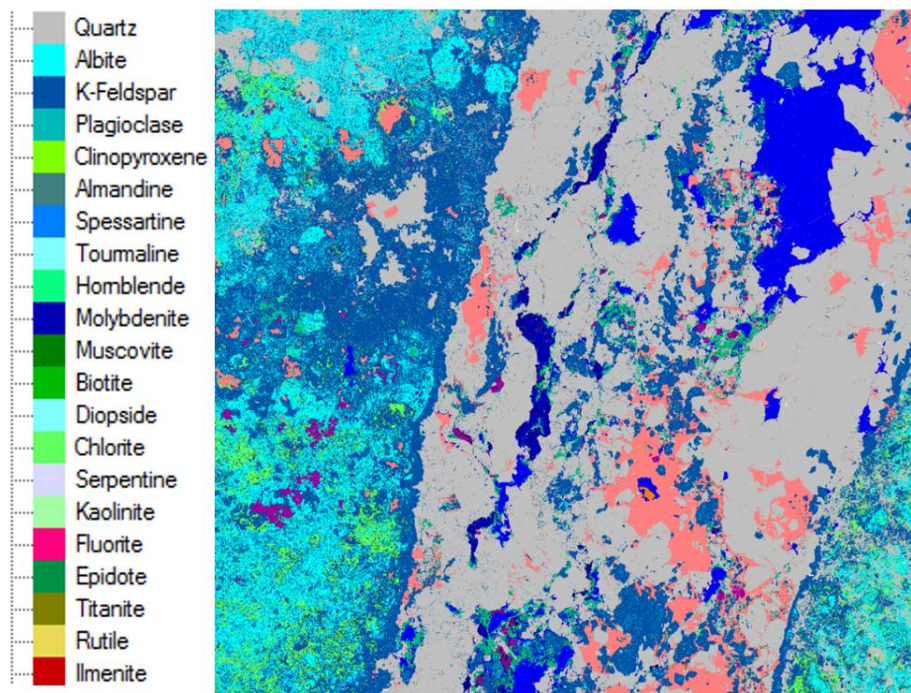 Quartz
Albite
K-Feldspar
Plagioclase
Clinopyroxene
Almandine
Spessartine
Tourmaline
Hornblende
Molybdenite
Muscovite
Biotite
Diopside
Chlorite
Serpentine
Kaolinite
Fluorite
Epidote
Titanite
Rutile
Ilmenite